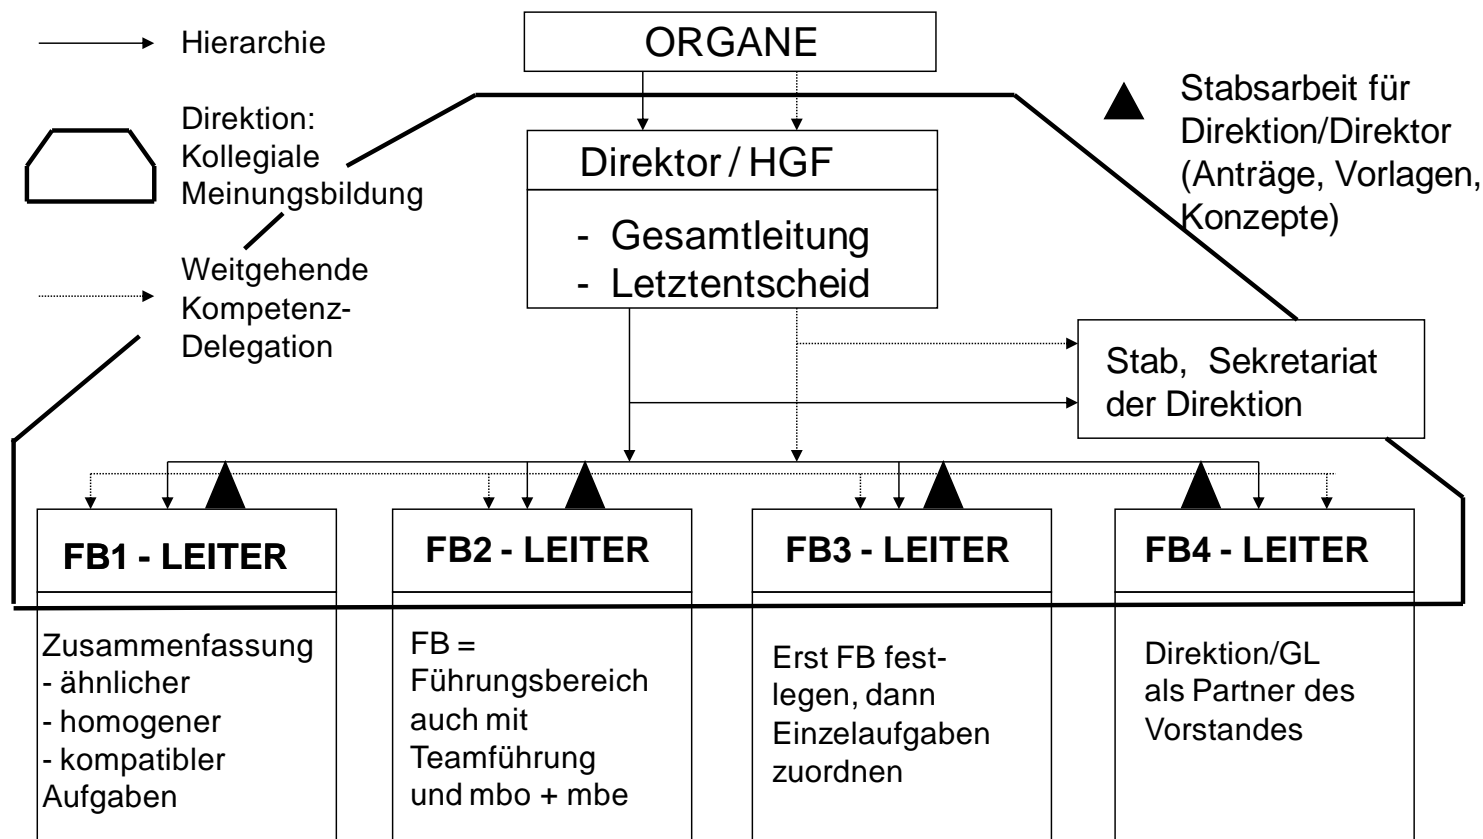 Hierarchie
Direktion:
Kollegiale
Meinungsbildung
Weitgehende
Kompetenz-
Delegation
ORGANE
Direktor / HGF
- Gesamtleitung
- Letztentscheid
Stabsarbeit für
Direktion/Direktor
(Anträge, Vorlagen,
Konzepte)
Stab, Sekretariat
der Direktion
FB1 - LEITER
Zusammenfassung
- ähnlicher
- homogener
- kompatibler
Aufgaben
FB2 - LEITER
FB =
Führungsbereich
auch mit
Teamführung
und mbo + mbe
FB3 - LEITER
Erst FB fest-
legen, dann
Einzelaufgaben
zuordnen
FB4 - LEITER
Direktion/GL
als Partner des
Vorstandes